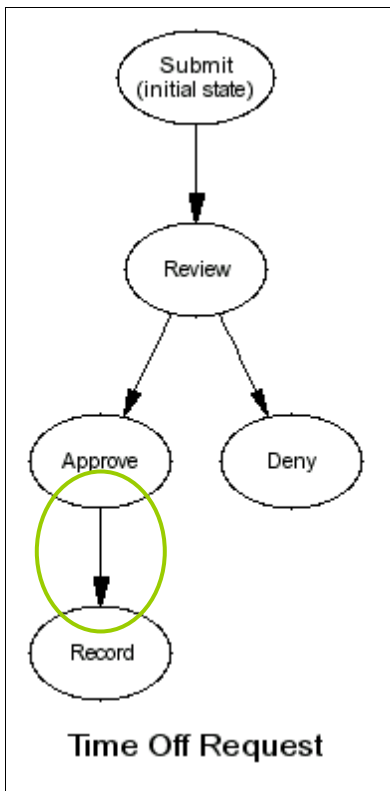 Submit
(initial state)
Review
Approve
Deny
Record
Time Off Request